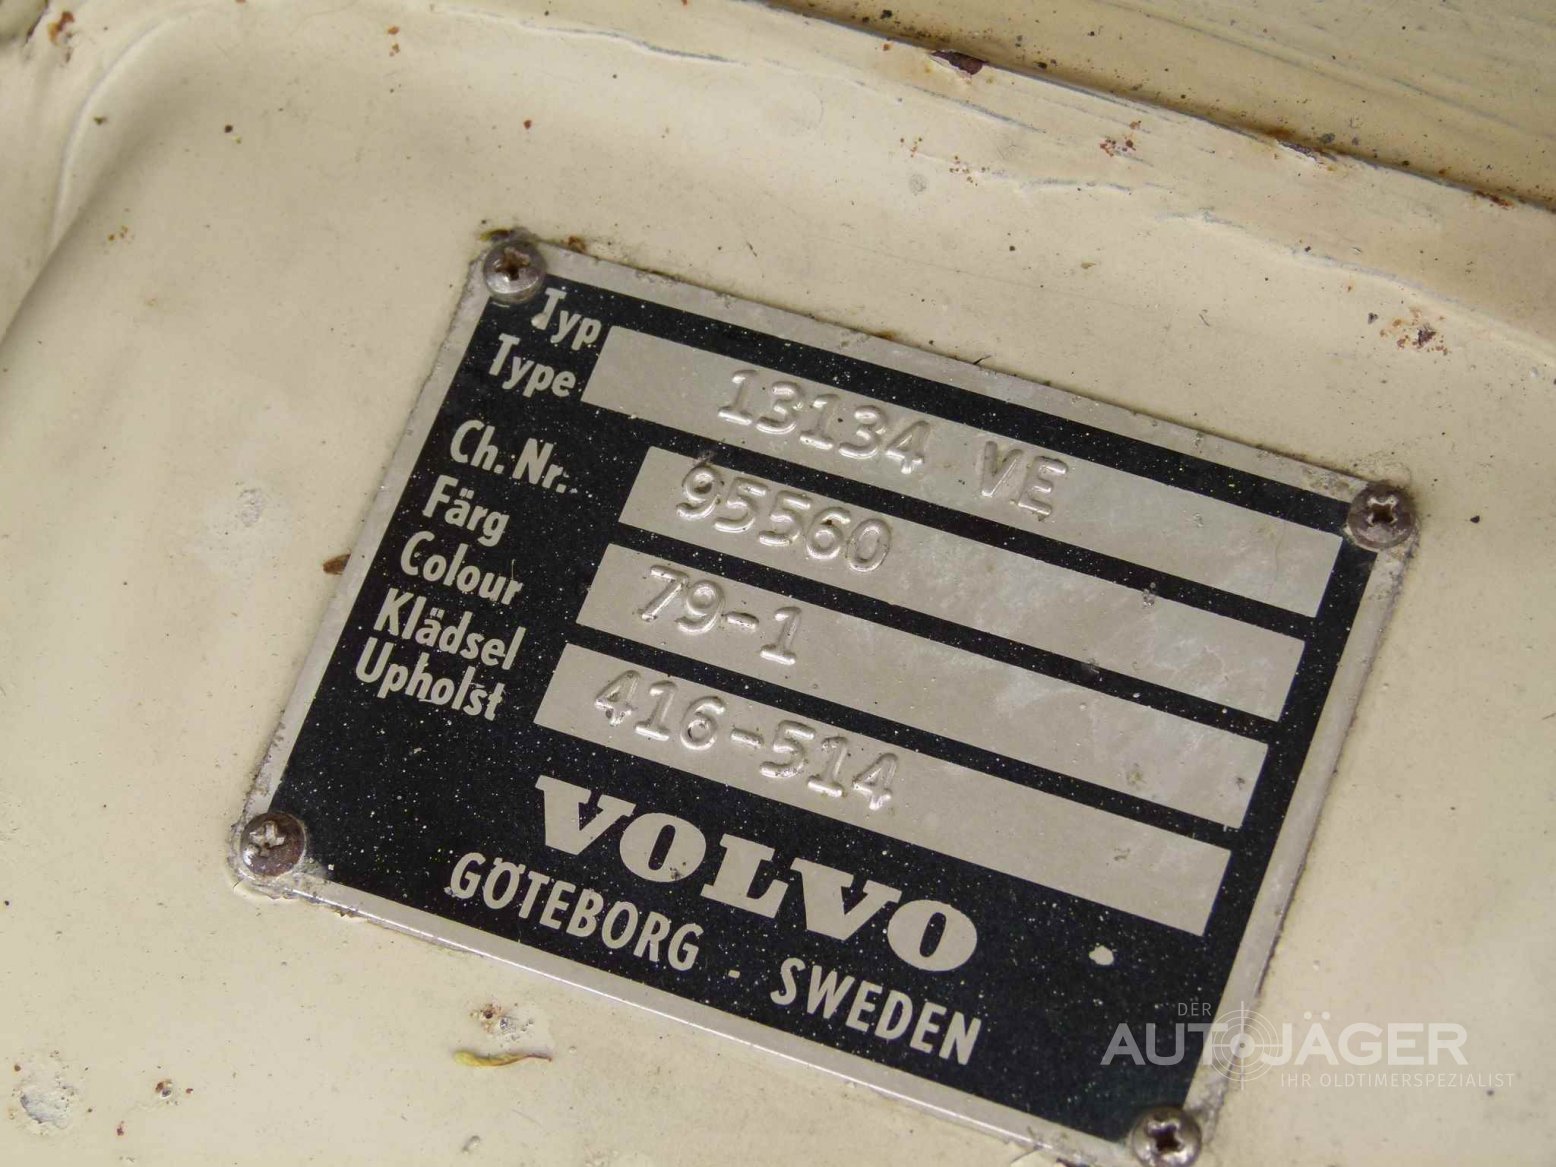 Typ
Type 13134 VE
Ch. Nr. 95560
Färg
Colour 79-1
Klädsel
Upholst 416-514
VOLVO
GÖTEBORG - SWEDEN
DER
AUTOJÄGER
IHR OLDTIMERSPEZIALIST